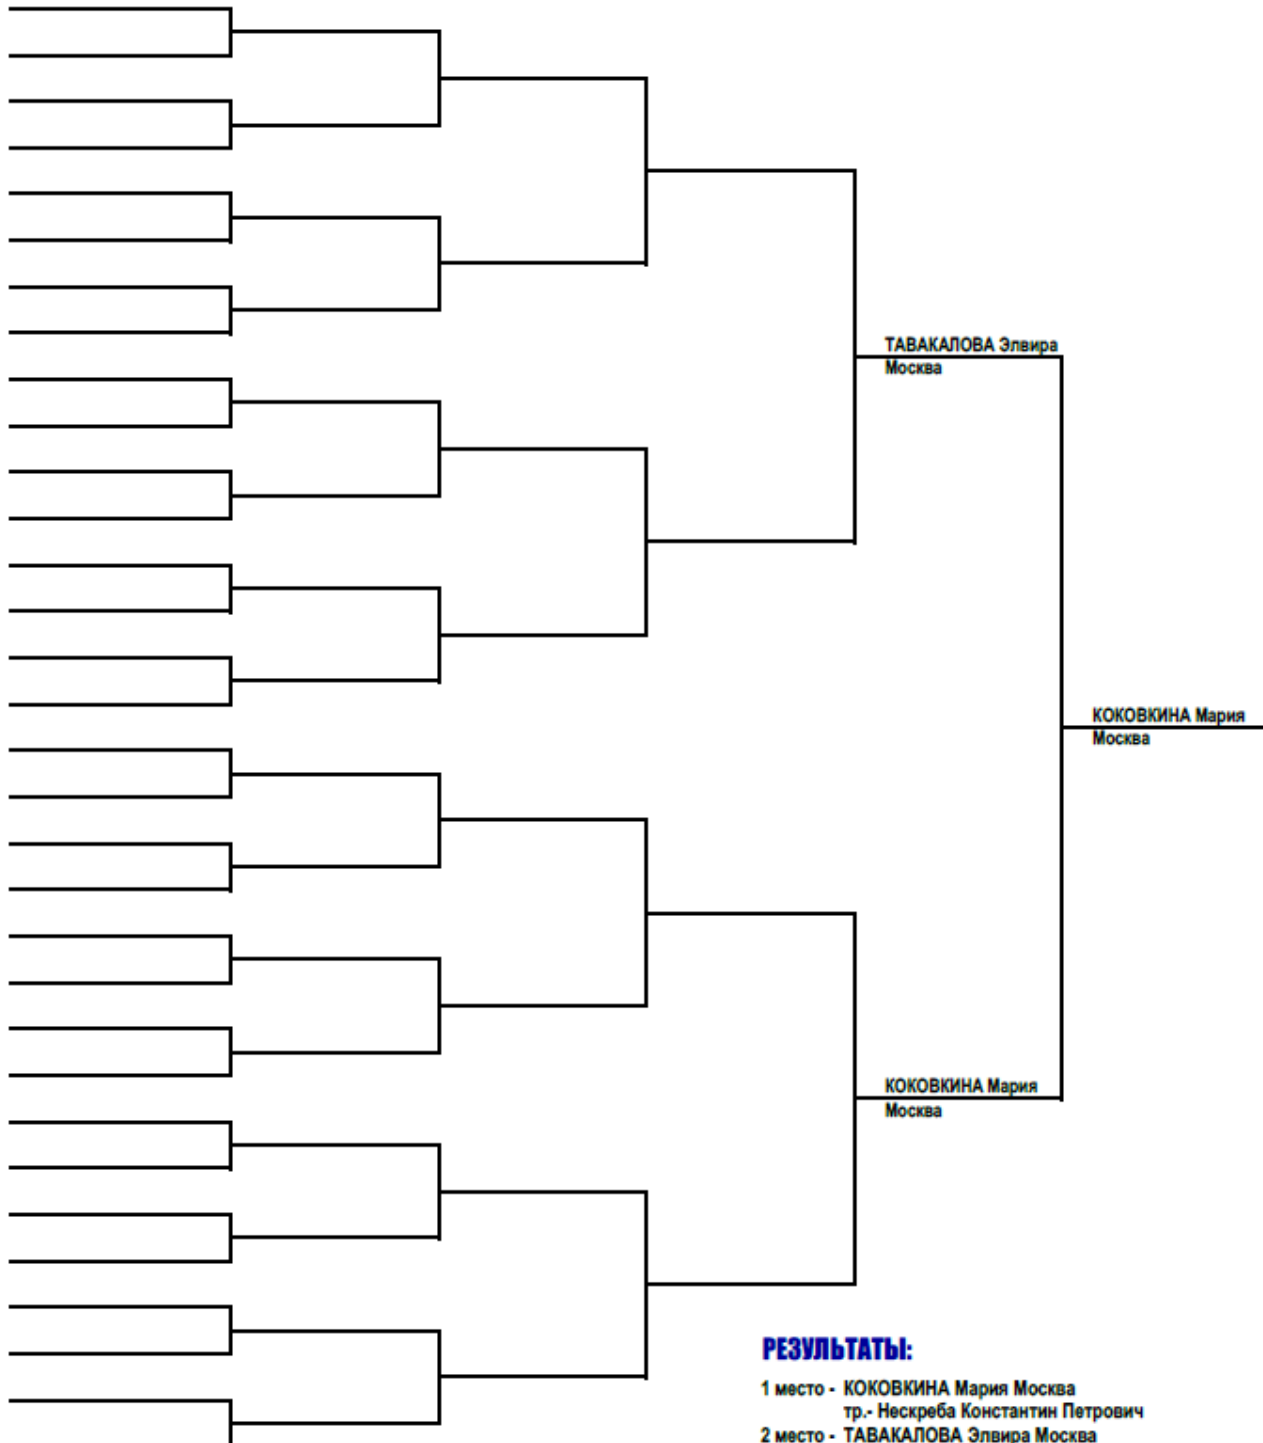 ТАВАКАЛОВА Элвира
Москва
КОКОВКИНА Мария
Москва
КОКОВКИНА Мария
Москва
РЕЗУЛЬТАТЫ:
1 место - КОКОВКИНА Мария Москва
тр.- Нескреба Константин Петрович
2 место - ТАВАКАЛОВА Элвира Москва